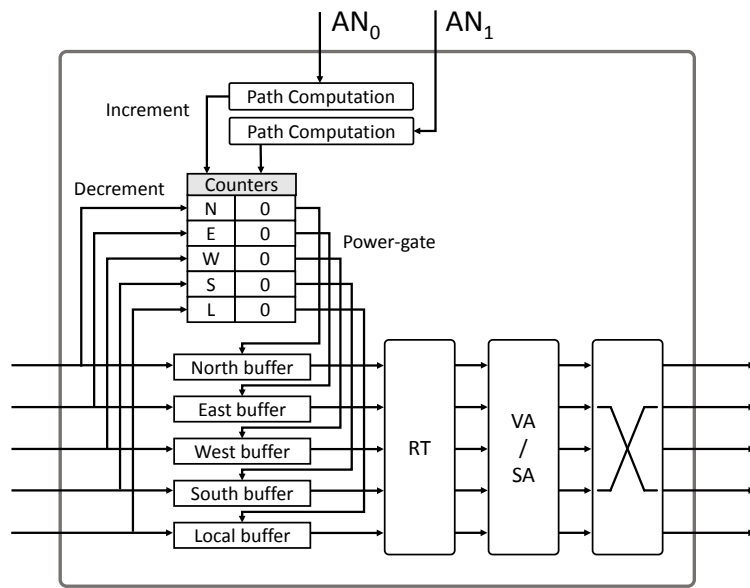 AN0 AN1
Path Computation
Increment
Path Computation
Decrement
Counters
N 0
E 0
Power-gate
W 0
S 0
L 0
North buffer
East buffer
West buffer
South buffer
Local buffer
RT
VA
/
SA